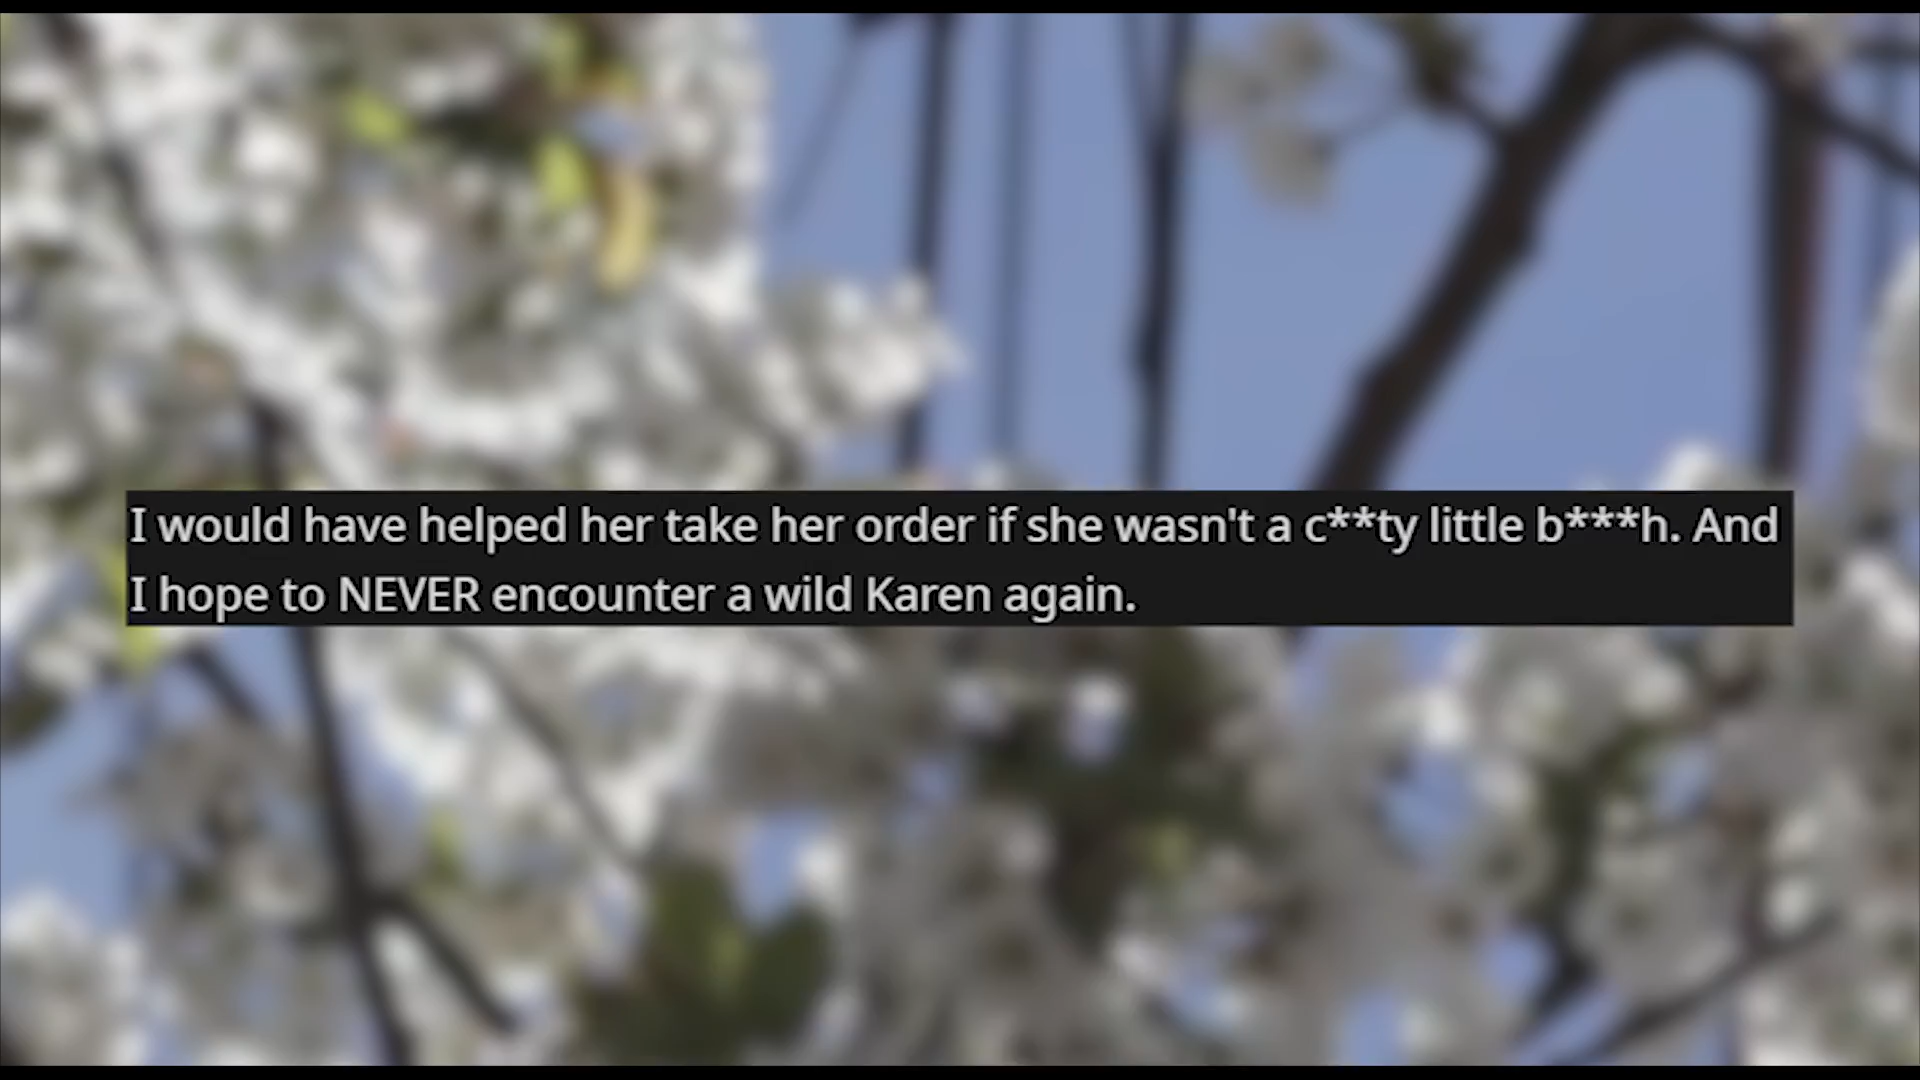 I would have helped her take her order if she wasn't a c**ty little b***h. And
I hope to NEVER encounter a wild Karen again.